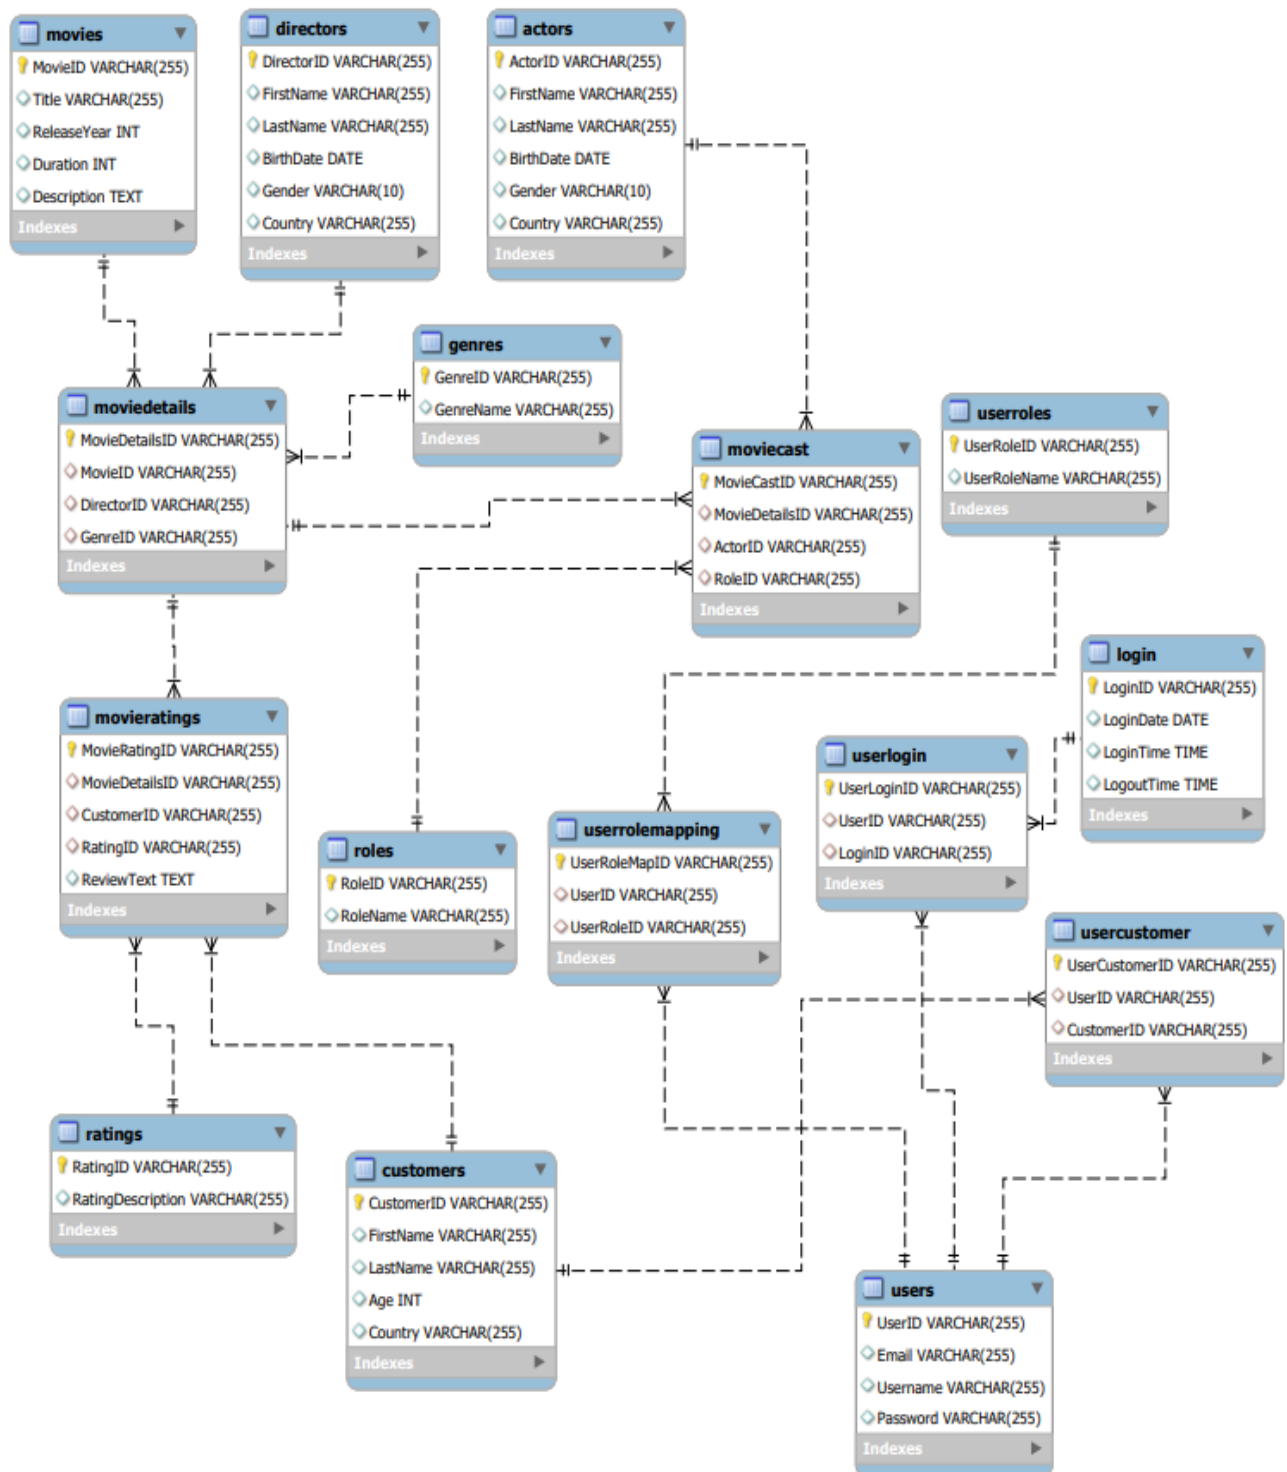 movies
MovieID VARCHAR(255)
Title VARCHAR(255)
ReleaseYear INT
Duration INT
Description TEXT
Indexes
directors
DirectorID VARCHAR(255)
FirstName VARCHAR(255)
LastName VARCHAR(255)
BirthDate DATE
Gender VARCHAR(10)
Country VARCHAR(255)
Indexes
actors
ActorID VARCHAR(255)
FirstName VARCHAR(255)
LastName VARCHAR(255)
BirthDate DATE
Gender VARCHAR(10)
Country VARCHAR(255)
Indexes
genres
GenreID VARCHAR(255)
GenreName VARCHAR(255)
Indexes
moviedetails
MovieDetailsID VARCHAR(255)
MovieID VARCHAR(255)
DirectorID VARCHAR(255)
GenreID VARCHAR(255)
Indexes
moviecast
MovieCastID VARCHAR(255)
MovieDetailsID VARCHAR(255)
ActorID VARCHAR(255)
RoleID VARCHAR(255)
Indexes
userroles
UserRoleID VARCHAR(255)
UserRoleName VARCHAR(255)
Indexes
login
LoginID VARCHAR(255)
LoginDate DATE
LoginTime TIME
LogoutTime TIME
Indexes
movieratings
MovieRatingID VARCHAR(255)
MovieDetailsID VARCHAR(255)
CustomerID VARCHAR(255)
RatingID VARCHAR(255)
ReviewText TEXT
Indexes
userlogin
UserLoginID VARCHAR(255)
UserID VARCHAR(255)
LoginID VARCHAR(255)
Indexes
roles
RoleID VARCHAR(255)
RoleName VARCHAR(255)
Indexes
userrolemapping
UserRoleMapID VARCHAR(255)
UserID VARCHAR(255)
UserRoleID VARCHAR(255)
Indexes
usercustomer
UserCustomerID VARCHAR(255)
UserID VARCHAR(255)
CustomerID VARCHAR(255)
Indexes
ratings
RatingID VARCHAR(255)
RatingDescription VARCHAR(255)
Indexes
customers
CustomerID VARCHAR(255)
FirstName VARCHAR(255)
LastName VARCHAR(255)
Age INT
Country VARCHAR(255)
Indexes
users
UserID VARCHAR(255)
Email VARCHAR(255)
Username VARCHAR(255)
Password VARCHAR(255)
Indexes